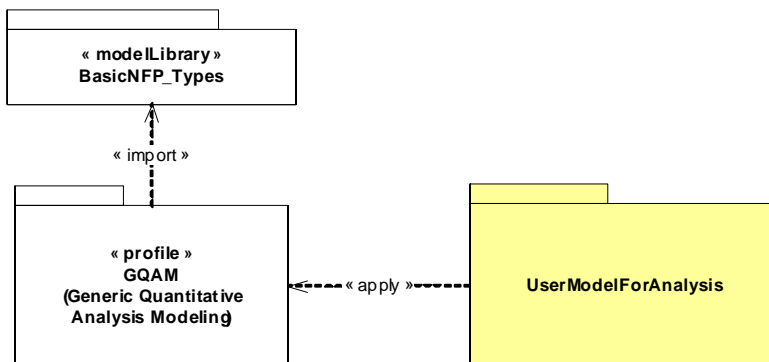 « modelLibrary »
BasicNFP_Types
« import »
« profile »
GQAM
(Generic Quantitative
Analysis Modeling)
« apply »
UserModelForAnalysis